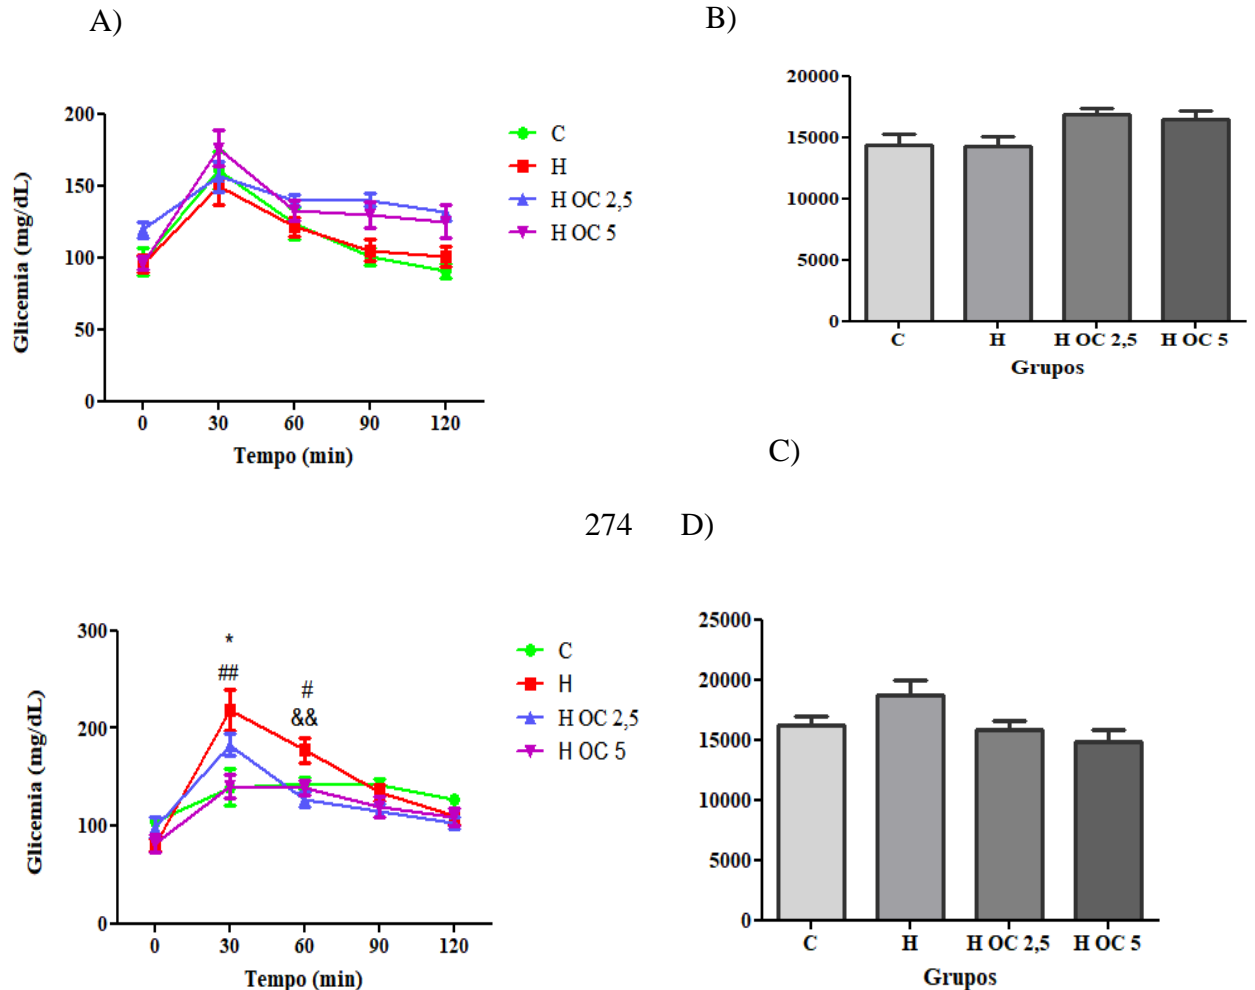 A)
B)
200
150
100
50
0
Glicemia (mg/dL)
0 30 60 90 120
Tempo (min)
C
H
H OC 2,5
H OC 5
20000
15000
10000
5000
0
C H H OC 2,5 H OC 5
Grupos
C)
274 D)
300
200
100
0
Glicemia (mg/dL)
*
##
#
&&
0 30 60 90 120
Tempo (min)
C
H
H OC 2,5
H OC 5
25000
20000
15000
10000
5000
0
C H H OC 2,5 H OC 5
Grupos